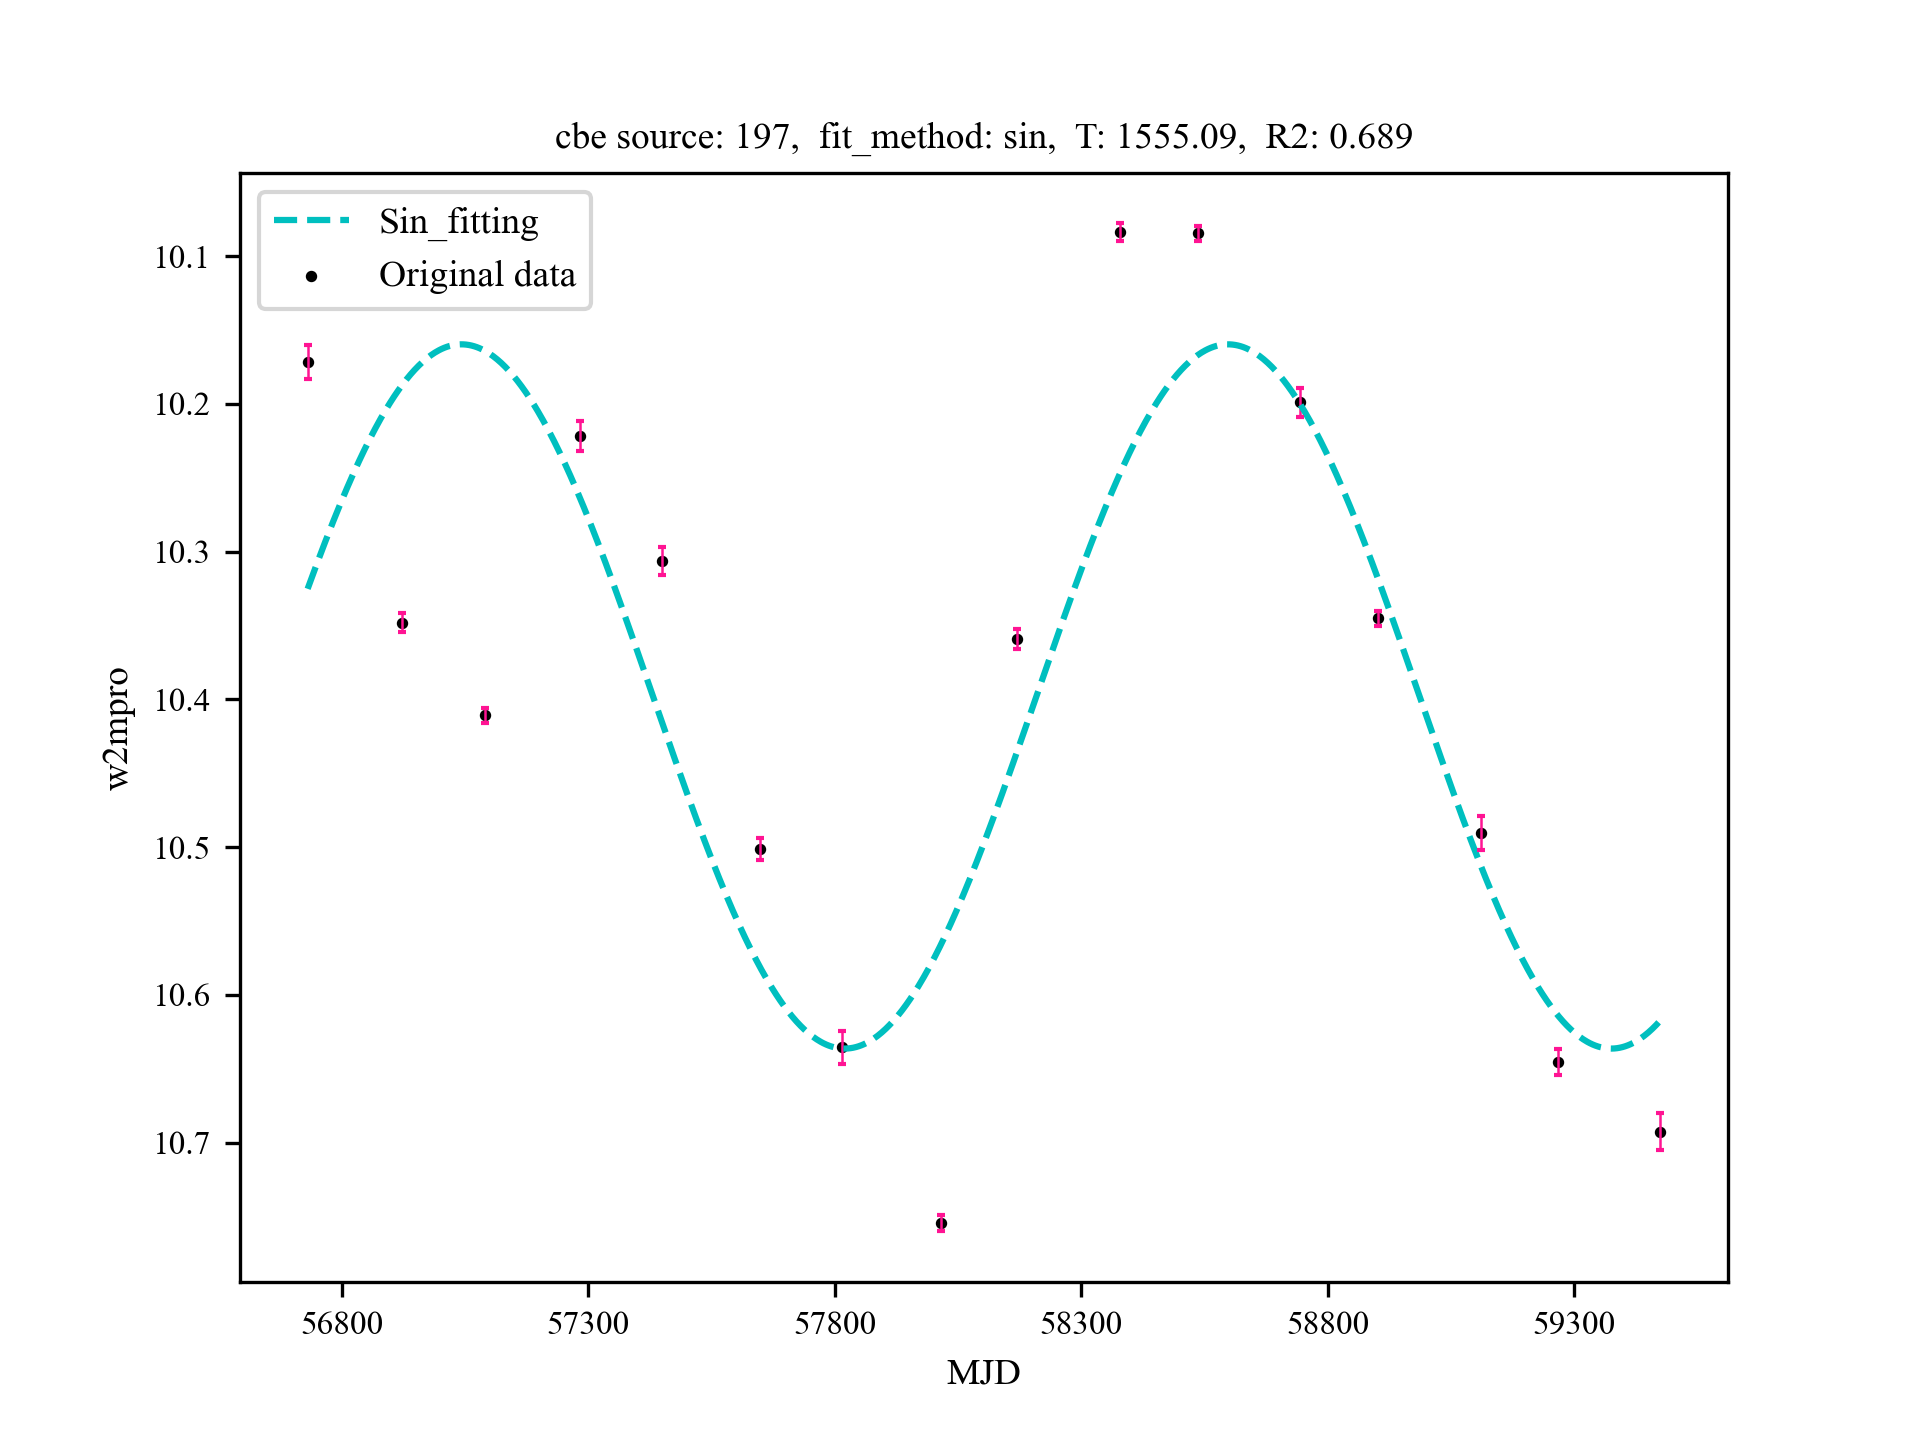 cbe source: 197,  fit_method: sin,  T: 1555.09,  R2: 0.689
Sin_fitting
Original data
10.1
10.2
10.3
10.4
10.5
10.6
10.7
w2mpro
56800 57300 57800 58300 58800 59300
MJD